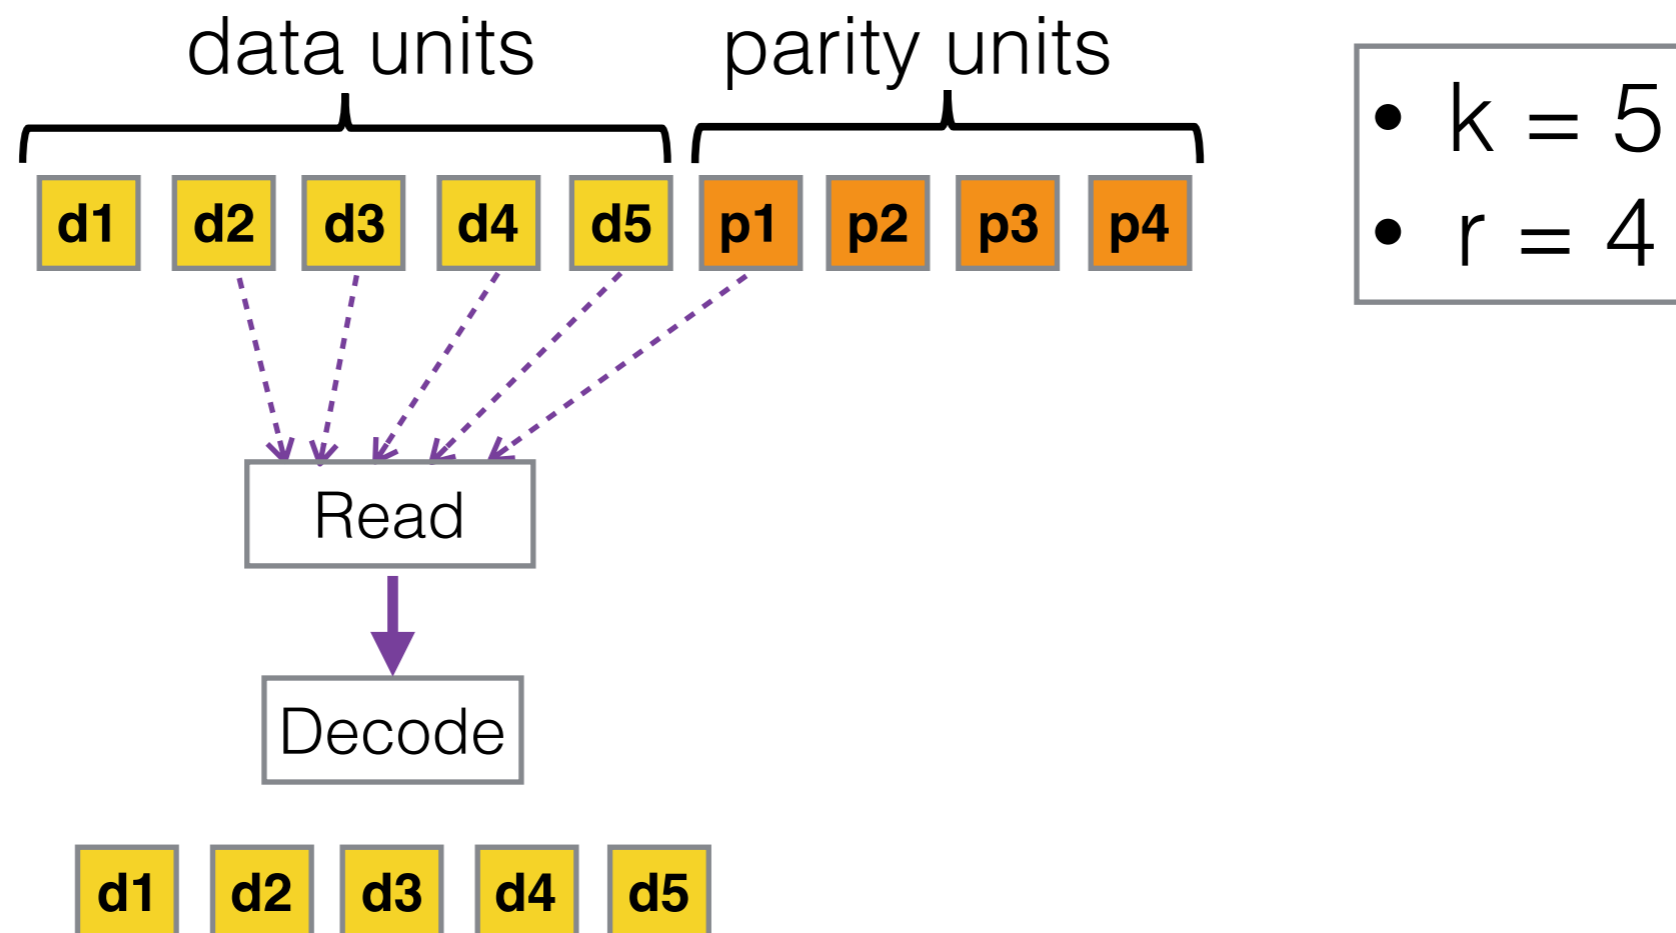 data units parity units
• k = 5
• r = 4
d1 d2 d3 d4 d5 p1 p2 p3 p4
Read
Decode
d1 d2 d3 d4 d5